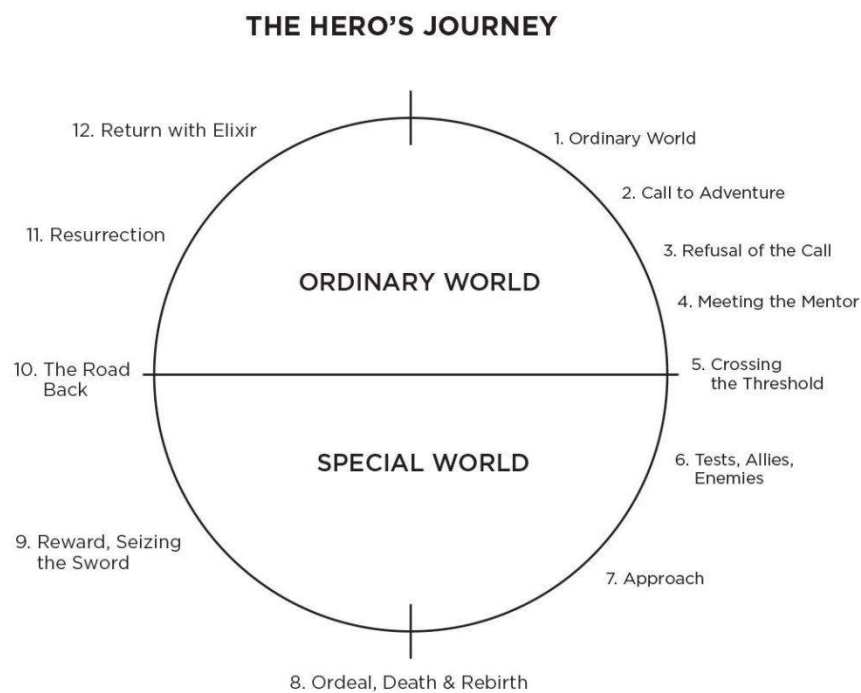 THE HERO'S JOURNEY
12. Return with Elixir
1. Ordinary World
2. Call to Adventure
11. Resurrection
3. Refusal of the Call
ORDINARY WORLD
4. Meeting the Mentor
10. The Road
Back
5. Crossing
the Threshold
SPECIAL WORLD
6. Tests, Allies,
Enemies
9. Reward, Seizing
the Sword
7. Approach
8. Ordeal, Death & Rebirth